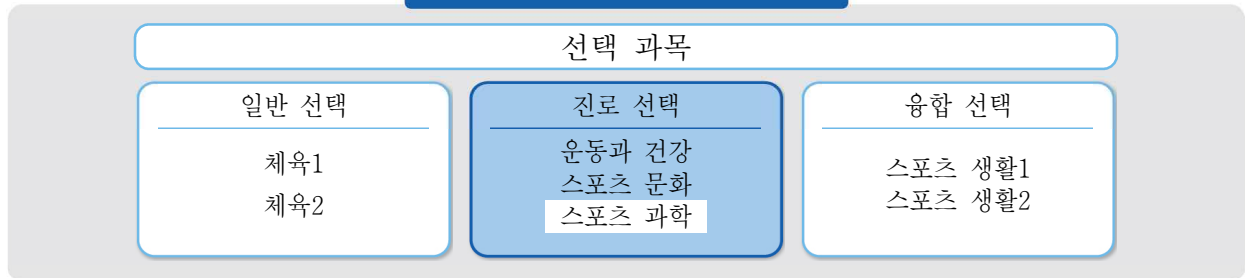 선택 과목
일반 선택
체육1
체육2
진로 선택
운동과 건강
스포츠 문화
스포츠 과학
융합 선택
스포츠 생활1
스포츠 생활2